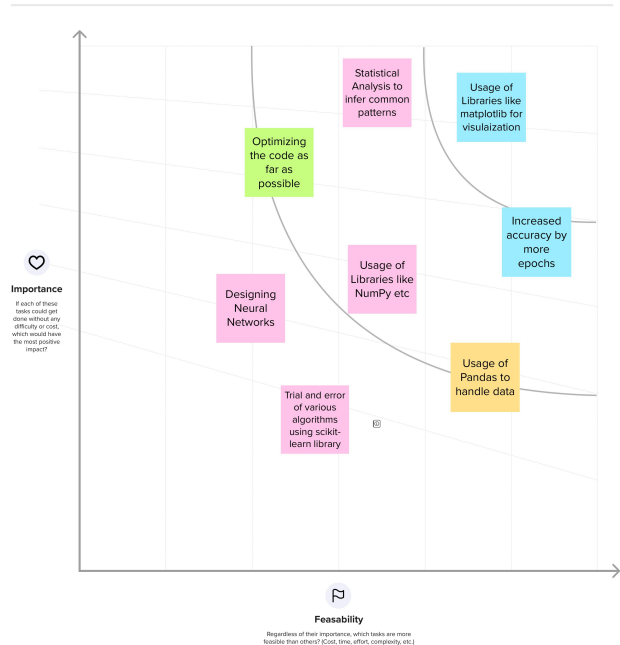 Statistical
Analysis to
infer common
patterns
Usage of
Libraries like
matplotlib for
visulaization
Optimizing
the code as
far as
possible
Increased
accuracy by
more
epochs
Usage of
Libraries like
NumPy etc
Designing
Neural
Networks
Usage of
Pandas to
handle data
Trial and error
of various
algorithms
using scikit-
learn library
Importance
If each of these
tasks could get
done without any
difficulty or cost,
which would have
the most positive
impact?
Feasability
Regardless of their importance, which tasks are more
feasible than others? (Cost, time, effort, complexity, etc.)